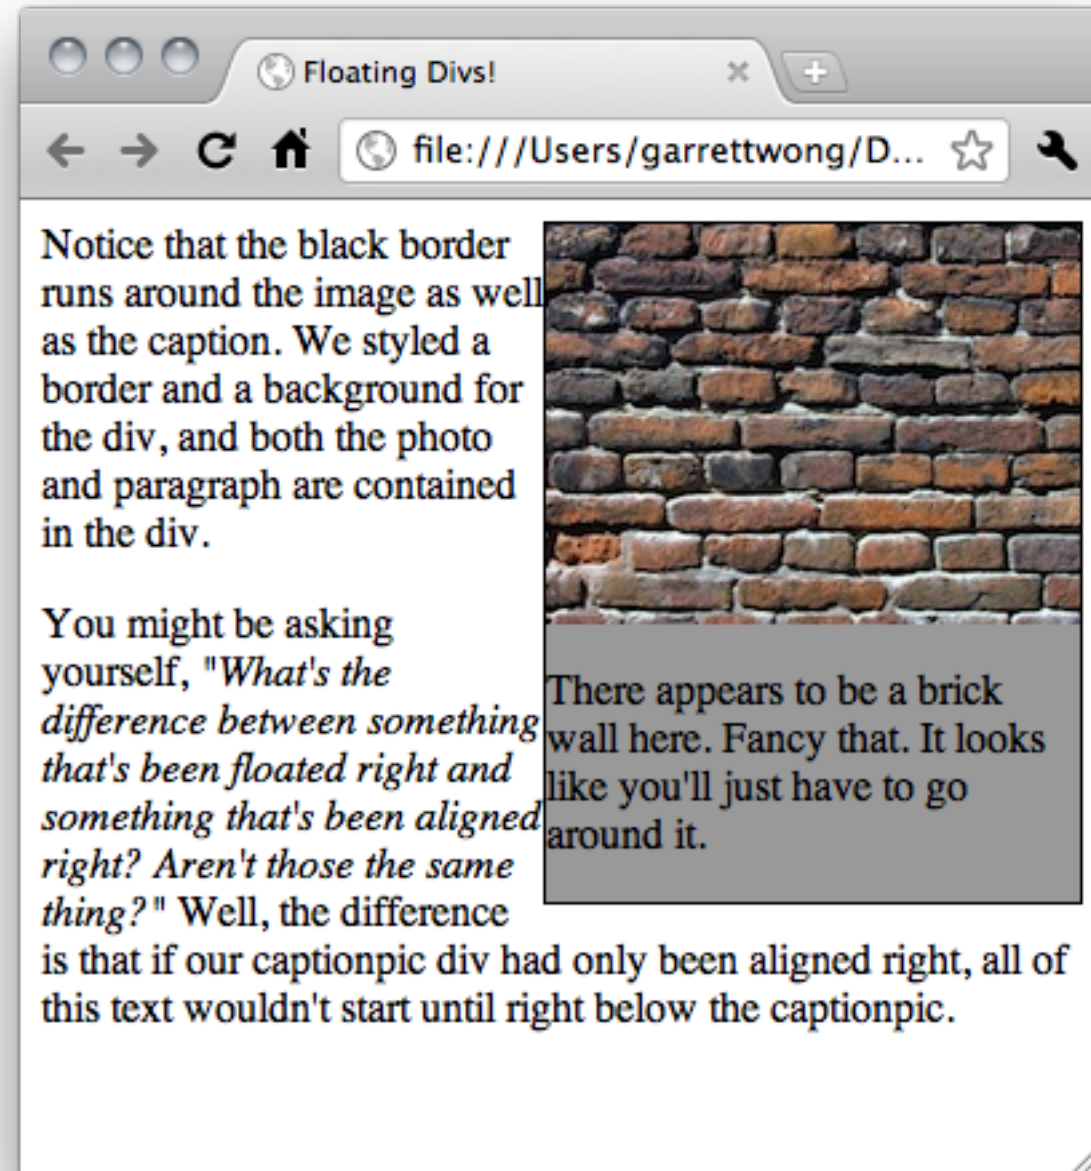 Floating Divs!
file:///Users/garrettwong/D...
Notice that the black border
runs around the image as well
as the caption. We styled a
border and a background for
the div, and both the photo
and paragraph are contained
in the div.
You might be asking
yourself, "What's the
difference between something
that's been floated right and
something that's been aligned
right? Aren't those the same
thing?" Well, the difference
is that if our captionpic div had only been aligned right, all of
this text wouldn't start until right below the captionpic.
There appears to be a brick
wall here. Fancy that. It looks
like you'll just have to go
around it.